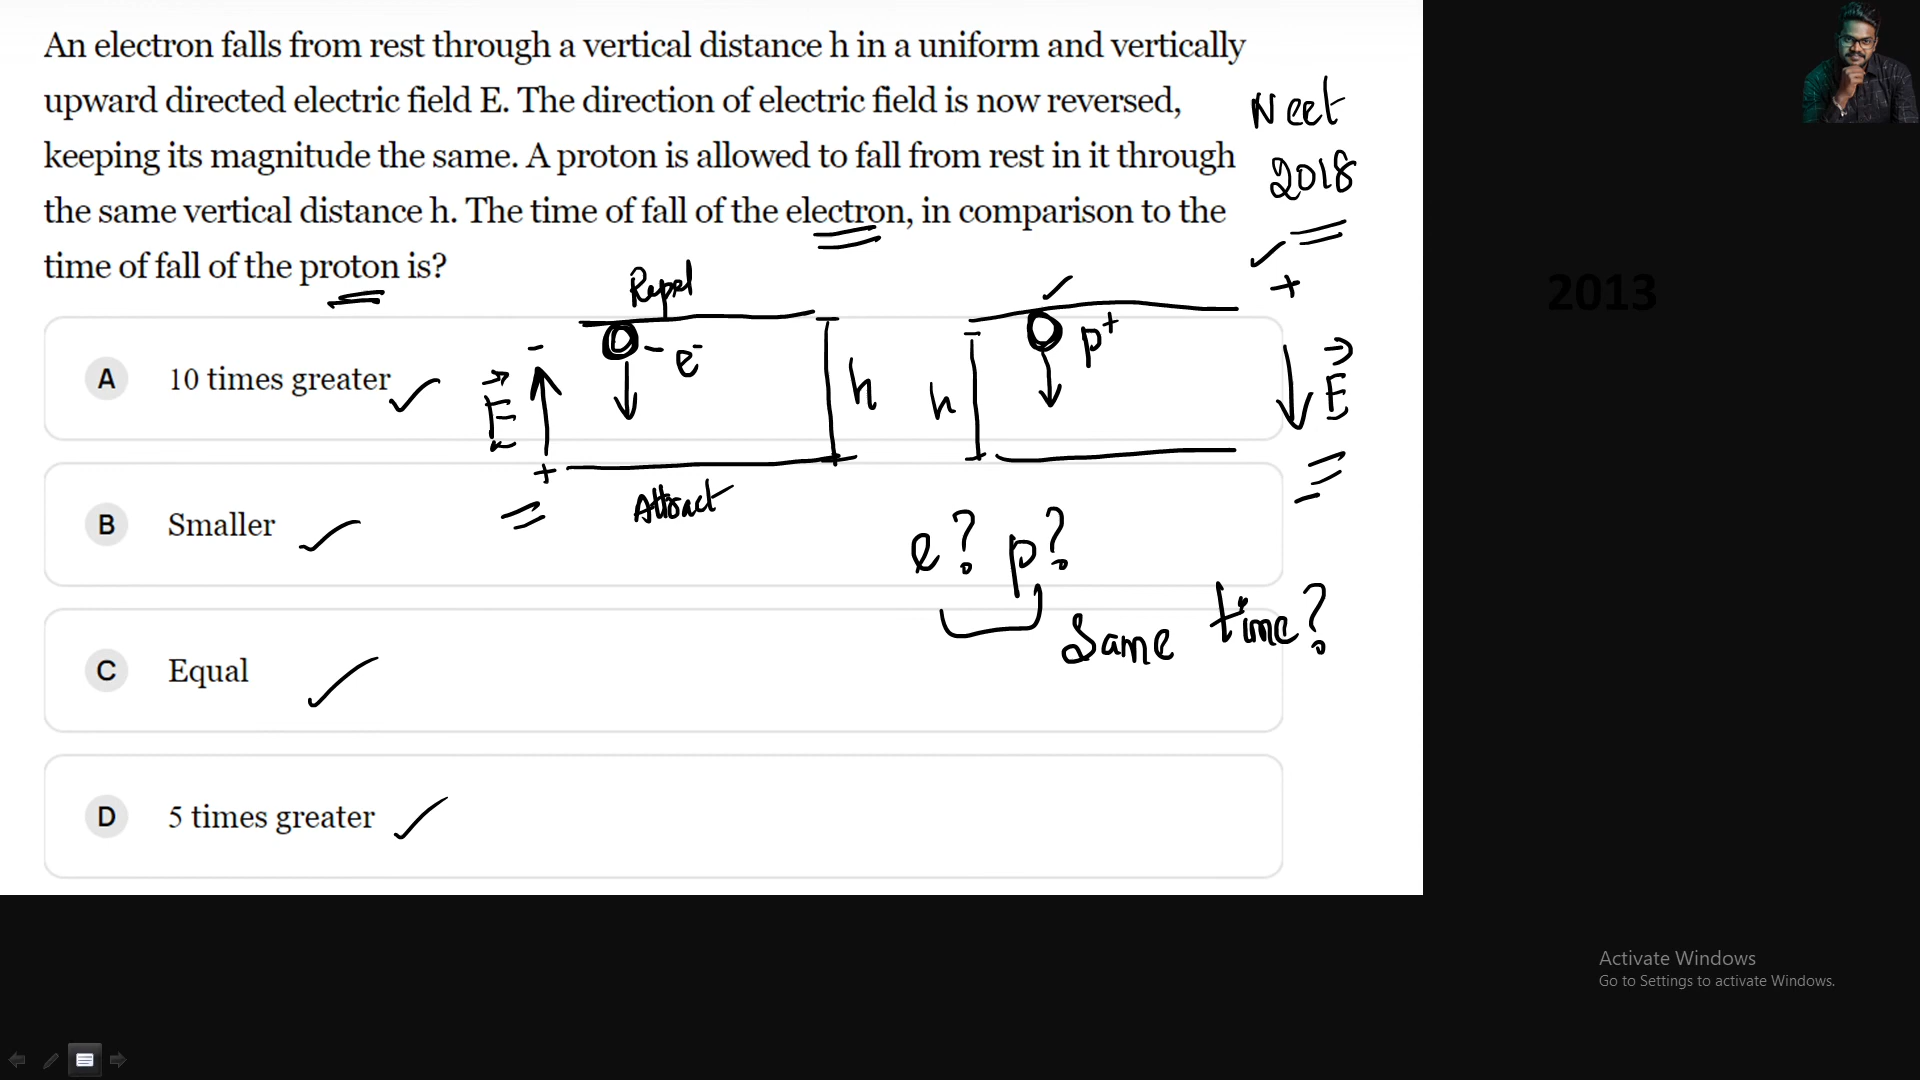 An electron falls from rest through a vertical distance h in a uniform and vertically
upward directed electric field E. The direction of electric field is now reversed,
keeping its magnitude the same. A proton is allowed to fall from rest in it through
the same vertical distance h. The time of fall of the electron, in comparison to the
time of fall of the proton is?
Neet
2018
2013
Repel
+
A 10 times greater
E
-
- e-
h
h
p+
E
+
Attract
B Smaller
e? p?
Same time?
C Equal
D 5 times greater
Activate Windows
Go to Settings to activate Windows.